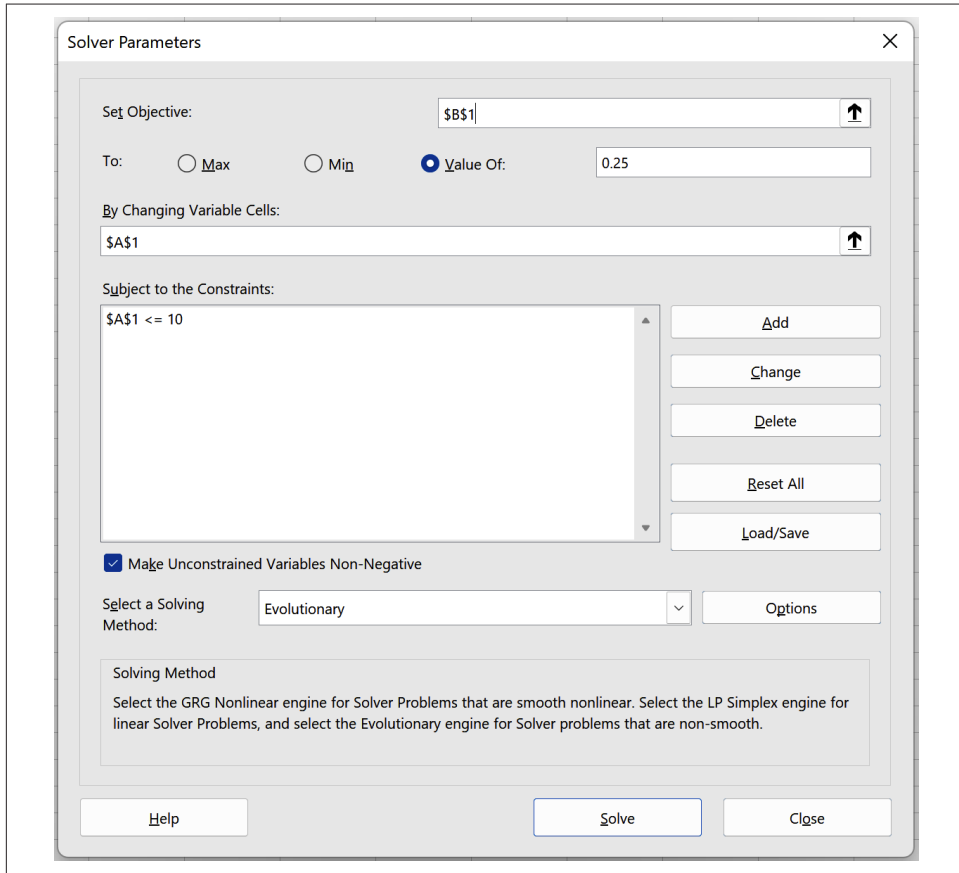 Solver Parameters
Set Objective:
$B$1
To:
Max
Min
Value Of:
0.25
By Changing Variable Cells:
$A$1
Subject to the Constraints:
$A$1 <= 10
Add
Change
Delete
Reset All
Load/Save
Make Unconstrained Variables Non-Negative
Select a Solving
Method:
Evolutionary
Options
Solving Method
Select the GRG Nonlinear engine for Solver Problems that are smooth nonlinear. Select the LP Simplex engine for
linear Solver Problems, and select the Evolutionary engine for Solver problems that are non-smooth.
Help
Solve
Close